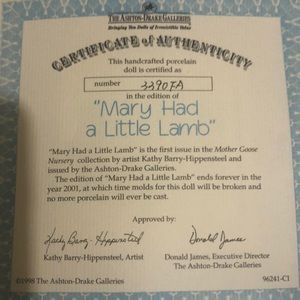 THE ASHTON-DRAKE GALLERIES
Bringing You Dolls of Irresistible Value
CERTIFICATE of AUTHENTICITY
This handcrafted porcelain
doll is certified as
number 3390FA
in the edition of
"Mary Had
a Little Lamb"
"Mary Had a Little Lamb" is the first issue in the Mother Goose
Nursery collection by artist Kathy Barry-Hippensteel and
issued by the Ashton-Drake Galleries.
The edition of "Mary Had a Little Lamb" ends forever in the
year 2001, at which time molds for this doll will be broken and
no more porcelain will ever be cast.
Approved by:
Kathy Barry-Hippensteel Donald James
Kathy Barry-Hippensteel, Artist Donald James, Executive Director
The Ashton-Drake Galleries
©1998 The Ashton-Drake Galleries 96241-C1